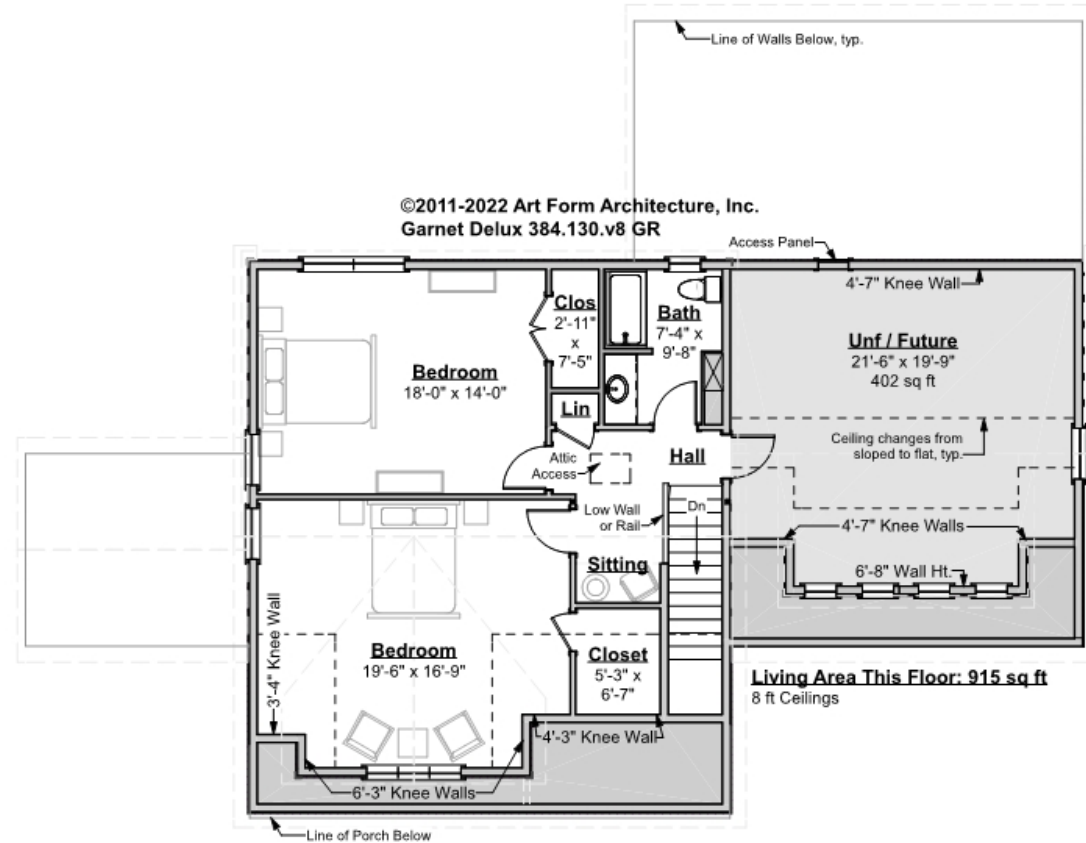 Line of Walls Below, typ.
©2011-2022 Art Form Architecture, Inc.
Garnet Delux 384.130.v8 GR
Access Panel
4'-7" Knee Wall
Clos
2'-11"
x
7'-5"
Bath
7'-4" x
9'-8"
Unf / Future
21'-6" x 19'-9"
402 sq ft
Bedroom
18'-0" x 14'-0"
Lin
Ceiling changes from
sloped to flat, typ.
Attic
Access
Hall
Low Wall
or Rail
Dn
4'-7" Knee Walls
Sitting
6'-8" Wall Ht.
3'-4" Knee Wall
Bedroom
19'-6" x 16'-9"
Closet
5'-3" x
6'-7"
Living Area This Floor: 915 sq ft
8 ft Ceilings
4'-3" Knee Wall
6'-3" Knee Walls
Line of Porch Below